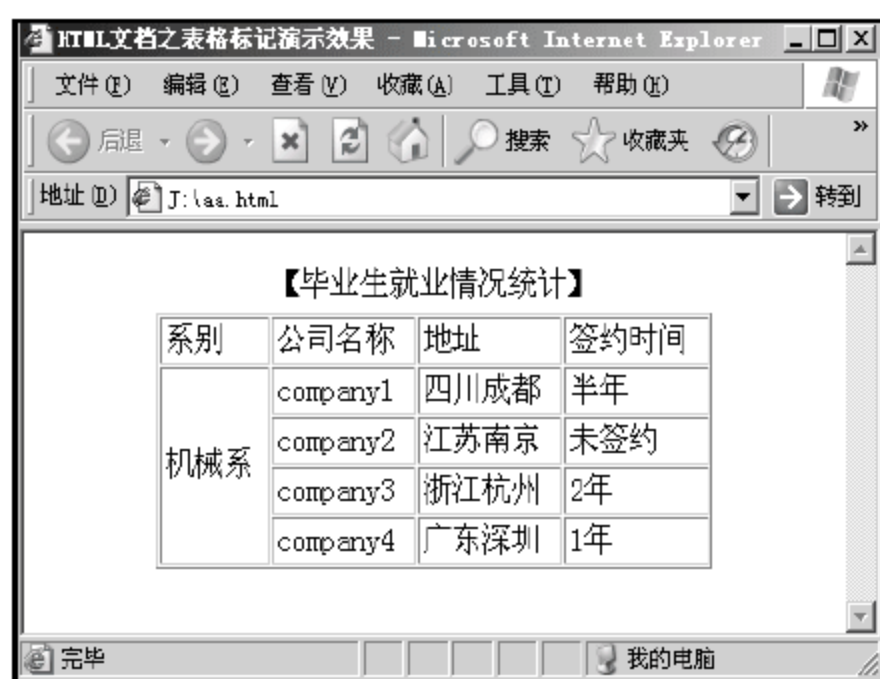 HTML文档之表格标记演示效果 - Microsoft Internet Explorer
文件(F) 编辑(E) 查看(V) 收藏(A) 工具(T) 帮助(H)
后退 搜索 收藏夹 »
地址(D) J:\aa.html 转到
【毕业生就业情况统计】
系别 公司名称 地址 签约时间
机械系
company1 四川成都 半年
company2 江苏南京 未签约
company3 浙江杭州 2年
company4 广东深圳 1年
完毕 我的电脑